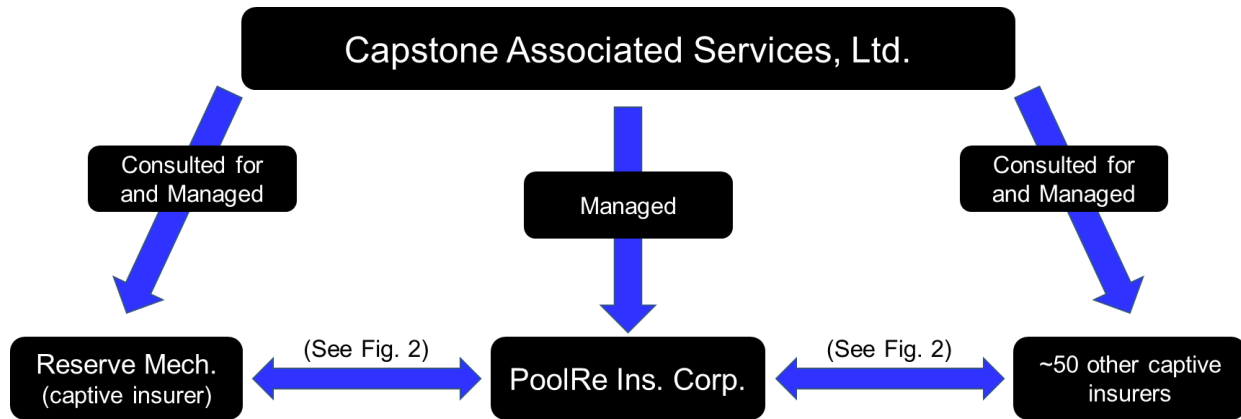 Capstone Associated Services, Ltd.
Consulted for
and Managed
Managed
Consulted for
and Managed
Reserve Mech.
(captive insurer)
(See Fig. 2)
PoolRe Ins. Corp.
(See Fig. 2)
~50 other captive
insurers